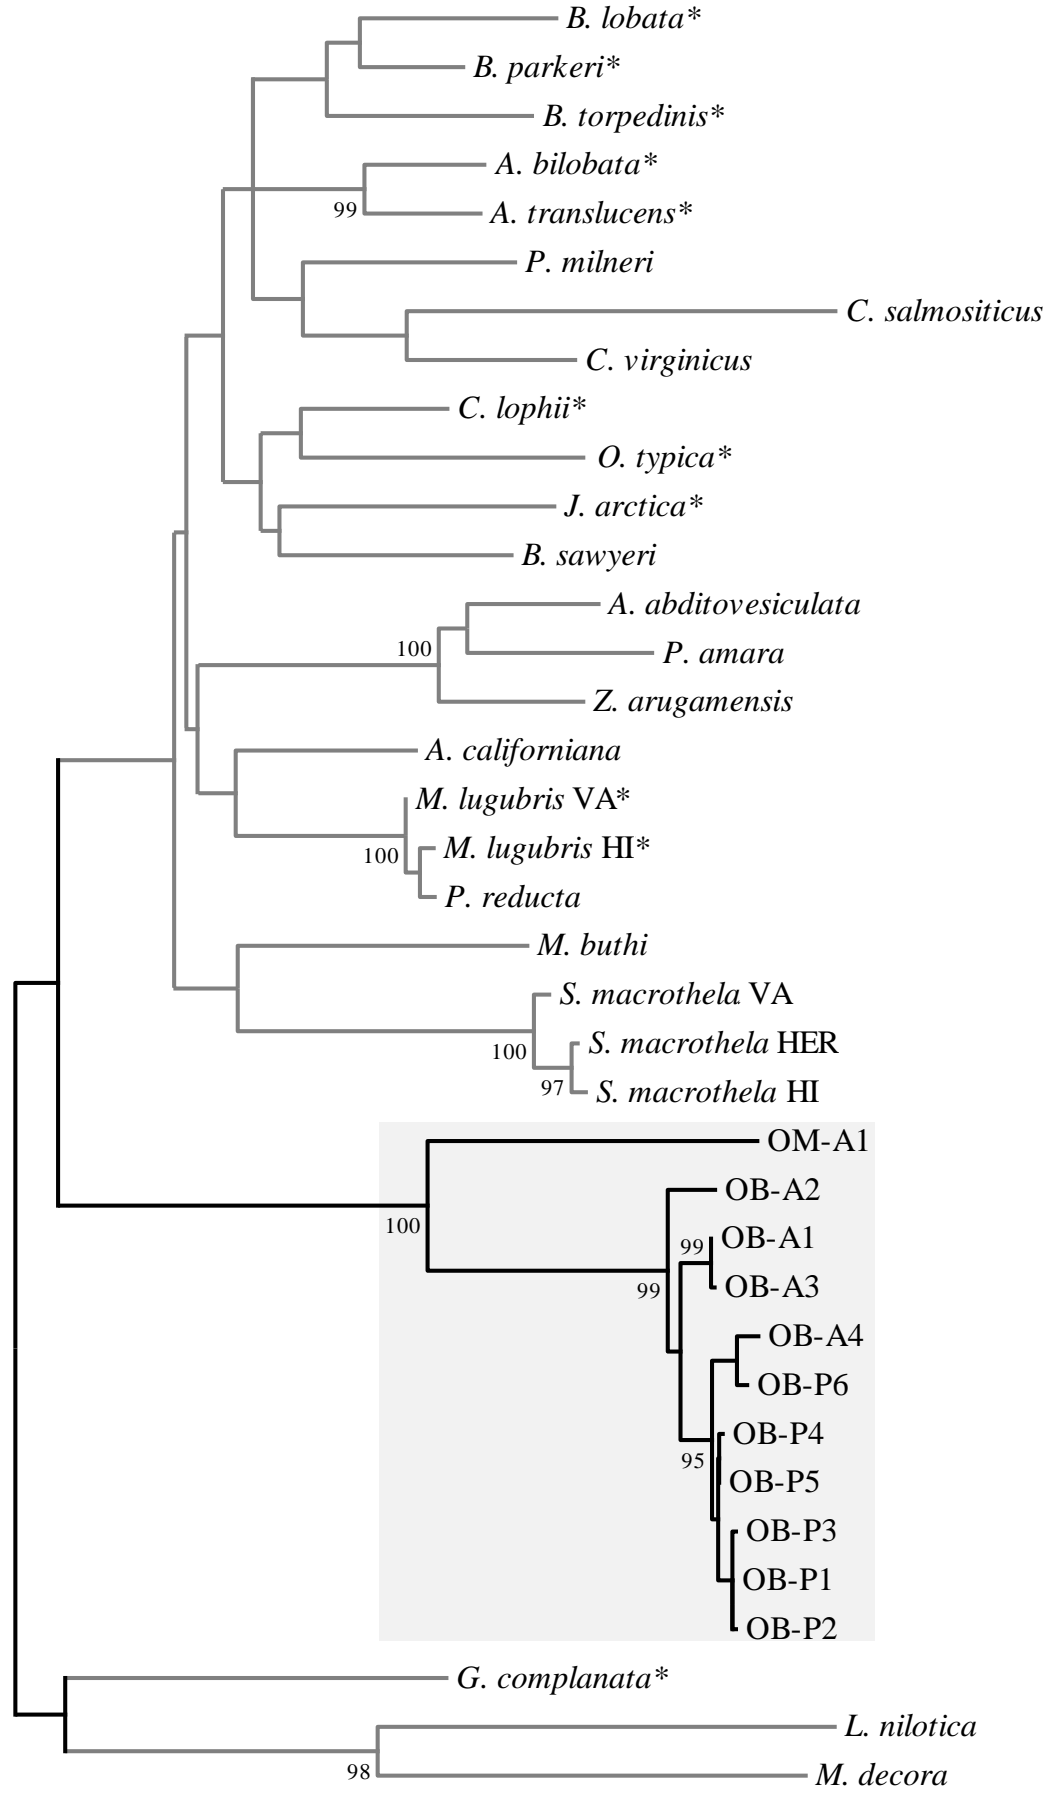 B. lobata*
B. parkeri*
B. torpedinis*
A. bilobata*
99
A. translucens*
P. milneri
C. salmositicus
C. virginicus
C. lophii*
O. typica*
J. arctica*
B. sawyeri
A. abditovesiculata
100
P. amara
Z. arugamensis
A. californiana
M. lugubris VA*
100
M. lugubris HI*
P. reducta
M. buthi
S. macrothela VA
100
S. macrothela HER
97
S. macrothela HI
OM-A1
OB-A2
100
99
OB-A1
99
OB-A3
OB-A4
OB-P6
OB-P4
95
OB-P5
OB-P3
OB-P1
OB-P2
G. complanata*
L. nilotica
98
M. decora